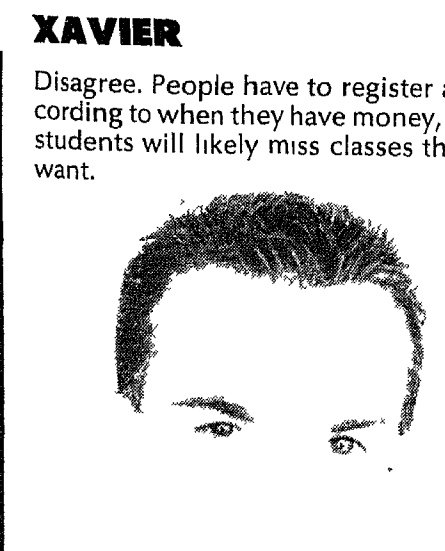 XAVIER
Disagree. People have to register a
cording to when they have money,
students will likely miss classes th
want.